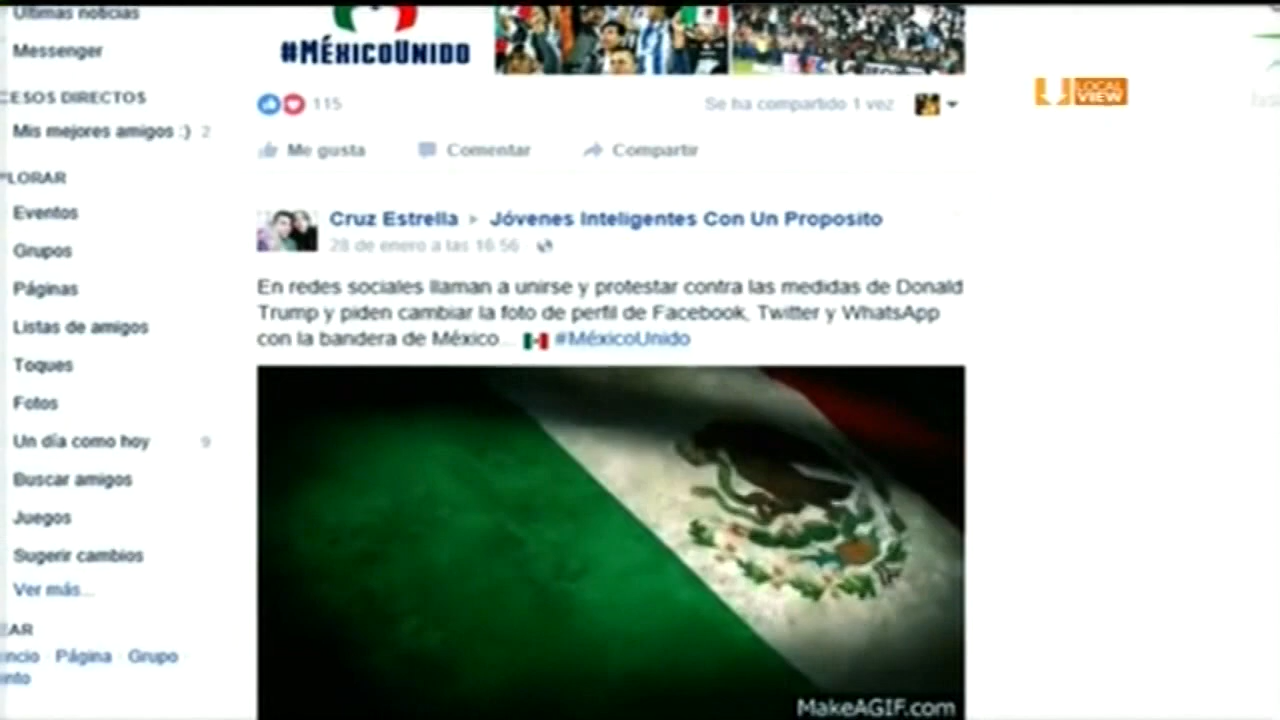 Últimas noticias
Messenger
CESOS DIRECTOS
Mis mejores amigos :) 2
PLORAR
Eventos
Grupos
Páginas
Listas de amigos
Toques
Fotos
Un día como hoy 9
Buscar amigos
Juegos
Sugerir cambios
Ver más...
EAR
Página Grupo
#MÉXICOUNIDO
115
Se ha compartido 1 vez
Me gusta Comentar Compartir
Cruz Estrella ▸ Jóvenes Inteligentes Con Un Proposito
28 de enero a las 16:56
En redes sociales llaman a unirse y protestar contra las medidas de Donald
Trump y piden cambiar la foto de perfil de Facebook, Twitter y WhatsApp
con la bandera de México... #MéxicoUnido
MakeAGIF.com
LOCAL
VIEW